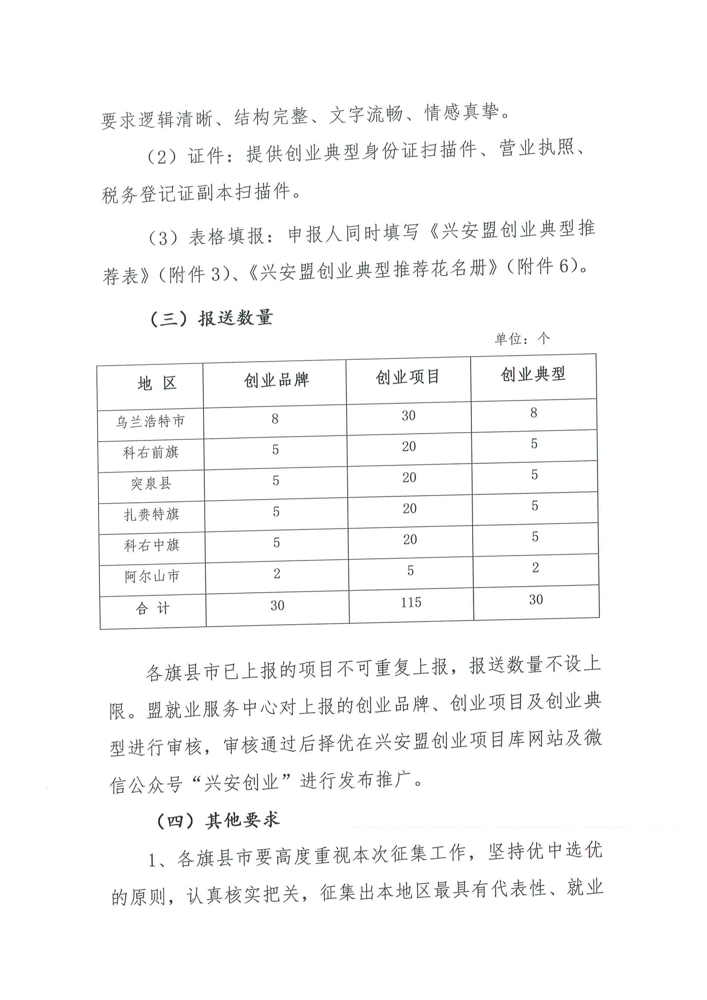 要求逻辑清晰、结构完整、文字流畅、情感真挚。
（2）证件：提供创业典型身份证扫描件、营业执照、
税务登记证副本扫描件。
（3）表格填报：申报人同时填写《兴安盟创业典型推
荐表》（附件3）、《兴安盟创业典型推荐花名册》（附件6）。
（三）报送数量
单位：个
地 区 创业品牌 创业项目 创业典型
乌兰浩特市 8 30 8
科右前旗 5 20 5
突泉县 5 20 5
扎赉特旗 5 20 5
科右中旗 5 20 5
阿尔山市 2 5 2
合 计 30 115 30
各旗县市已上报的项目不可重复上报，报送数量不设上
限。盟就业服务中心对上报的创业品牌、创业项目及创业典
型进行审核，审核通过后择优在兴安盟创业项目库网站及微
信公众号“兴安创业”进行发布推广。
（四）其他要求
1、各旗县市要高度重视本次征集工作，坚持优中选优
的原则，认真核实把关，征集出本地区最具有代表性、就业